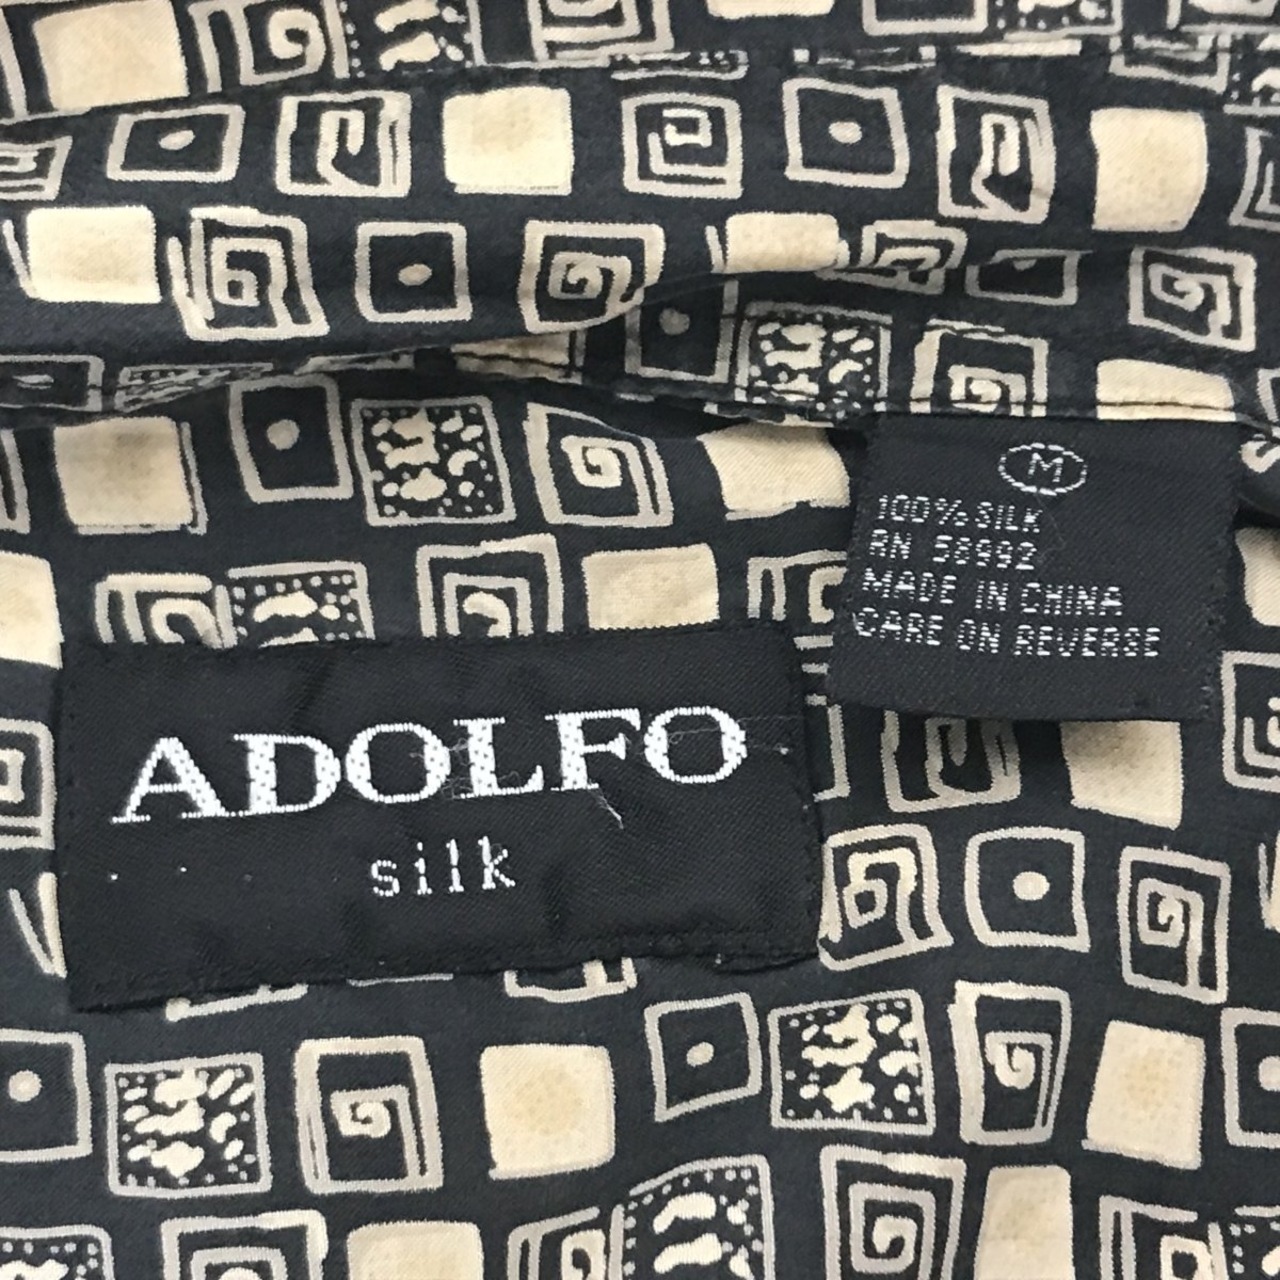 ADOLFO
silk
M
100% SILK
RN 58992
MADE IN CHINA
CARE ON REVERSE